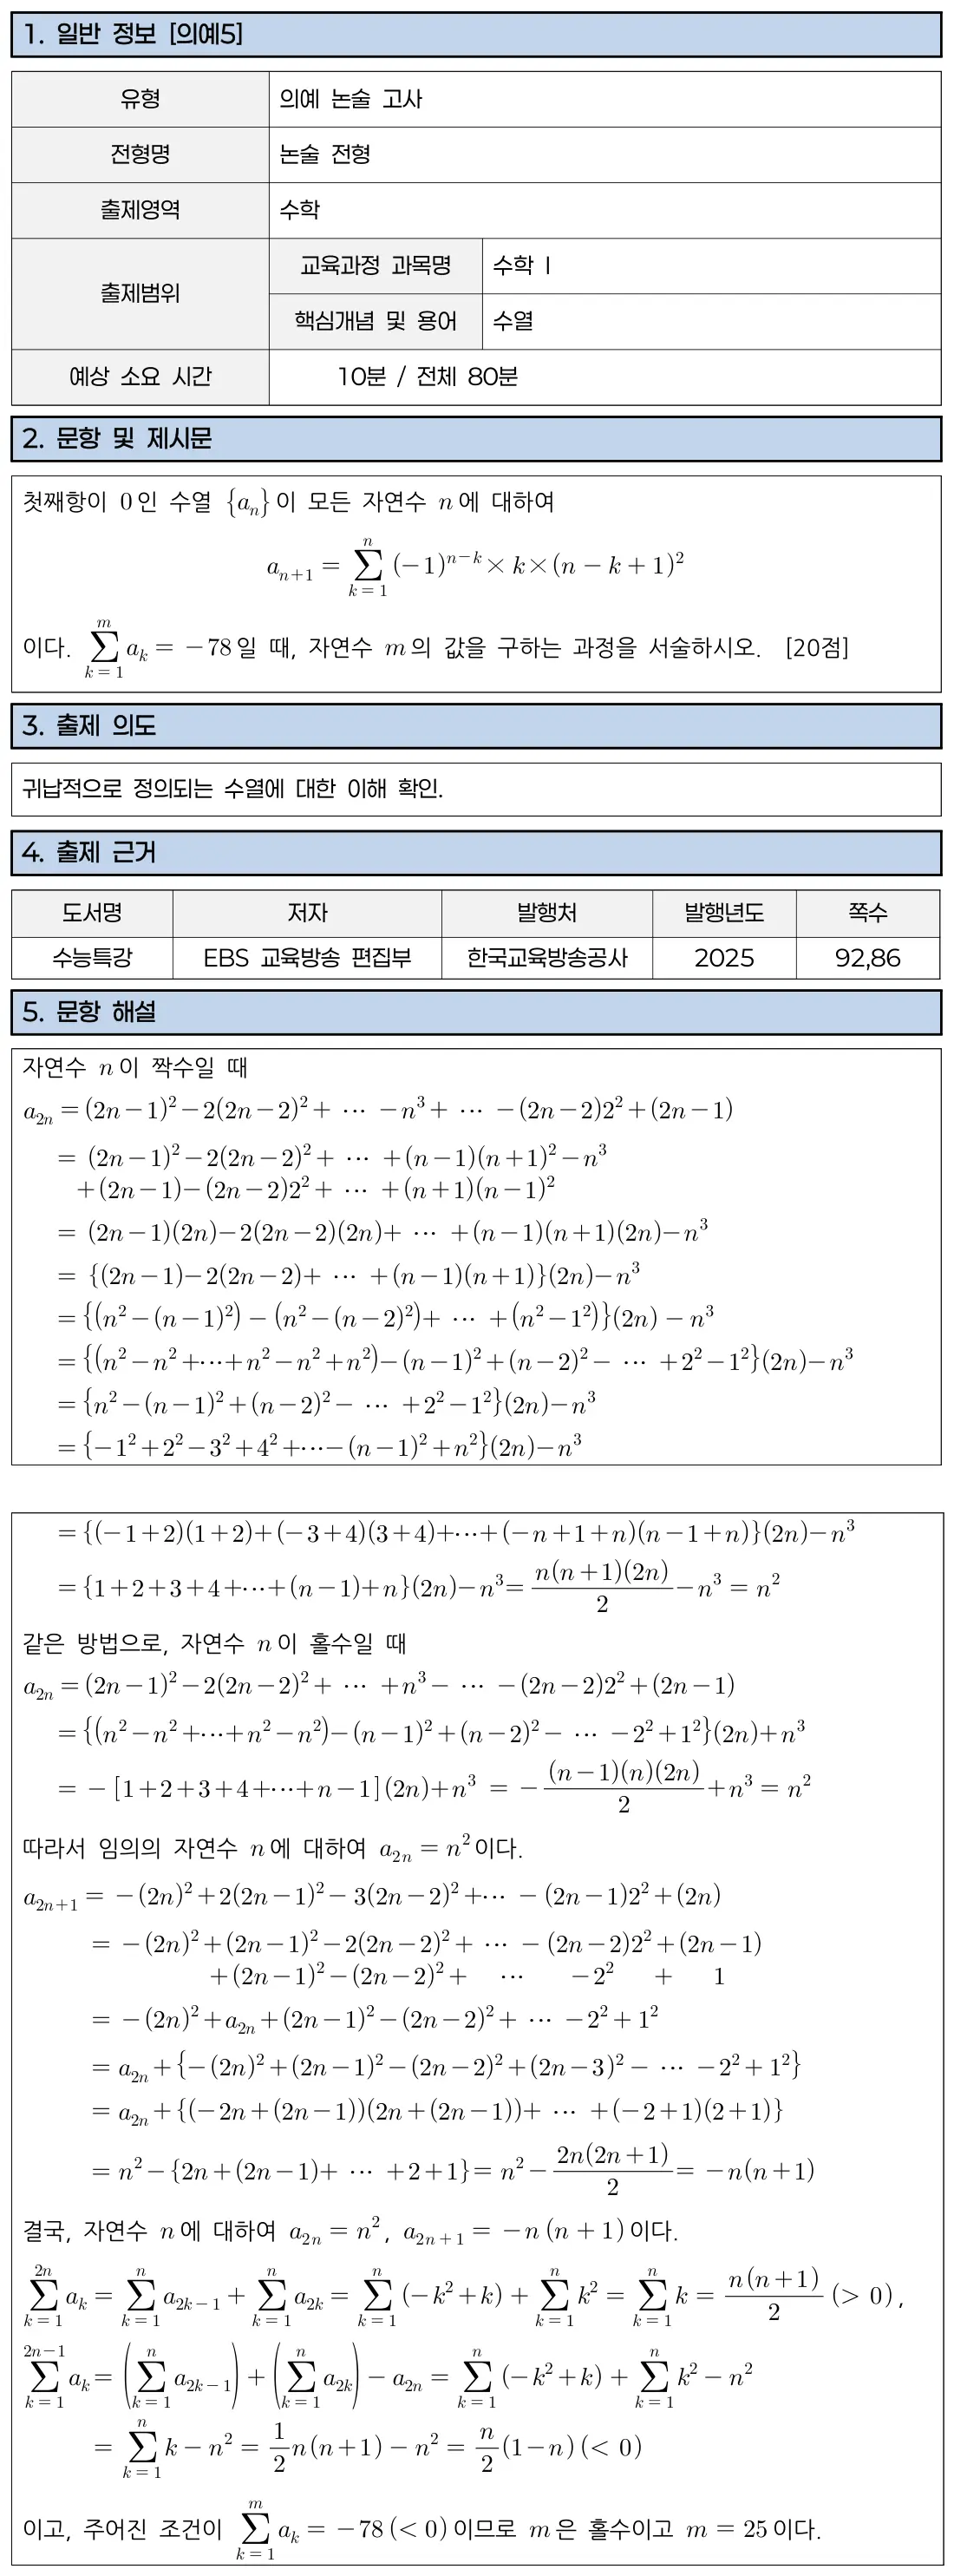 1. 일반 정보 [의예5]
유형 의예 논술 고사
전형명 논술 전형
출제영역 수학
출제범위 교육과정 과목명 수학 I
핵심개념 및 용어 수열
예상 소요 시간 10분 / 전체 80분
2. 문항 및 제시문
첫째항이 0인 수열 {a_n}이 모든 자연수 n에 대하여
a_{n+1} = \sum_{k=1}^{n} (-1)^{n-k} × k × (n-k+1)^2
이다. \sum_{k=1}^{m} a_k = -78일 때, 자연수 m의 값을 구하는 과정을 서술하시오. [20점]
3. 출제 의도
귀납적으로 정의되는 수열에 대한 이해 확인.
4. 출제 근거
도서명 저자 발행처 발행년도 쪽수
수능특강 EBS 교육방송 편집부 한국교육방송공사 2025 92,86
5. 문항 해설
자연수 n이 짝수일 때
a_{2n} = (2n-1)^2 - 2(2n-2)^2 + ⋯ - n^3 + ⋯ - (2n-2)2^2 + (2n-1)
= (2n-1)^2 - 2(2n-2)^2 + ⋯ + (n-1)(n+1)^2 - n^3
+ (2n-1) - (2n-2)2^2 + ⋯ + (n+1)(n-1)^2
= (2n-1)(2n) - 2(2n-2)(2n) + ⋯ + (n-1)(n+1)(2n) - n^3
= {(2n-1) - 2(2n-2) + ⋯ + (n-1)(n+1)}(2n) - n^3
= {(n^2-(n-1)^2) - (n^2-(n-2)^2) + ⋯ + (n^2-1^2)}(2n) - n^3
= {(n^2-n^2+⋯+n^2-n^2+n^2) - (n-1)^2 + (n-2)^2 - ⋯ + 2^2 - 1^2}(2n) - n^3
= {n^2 - (n-1)^2 + (n-2)^2 - ⋯ + 2^2 - 1^2}(2n) - n^3
= {-1^2 + 2^2 - 3^2 + 4^2 + ⋯ - (n-1)^2 + n^2}(2n) - n^3
= {(-1+2)(1+2) + (-3+4)(3+4) + ⋯ + (-n+1+n)(n-1+n)}(2n) - n^3
= {1+2+3+4+⋯+(n-1)+n}(2n) - n^3 = \frac{n(n+1)(2n)}{2} - n^3 = n^2
같은 방법으로, 자연수 n이 홀수일 때
a_{2n} = (2n-1)^2 - 2(2n-2)^2 + ⋯ + n^3 - ⋯ - (2n-2)2^2 + (2n-1)
= {(n^2-n^2+⋯+n^2-n^2) - (n-1)^2 + (n-2)^2 - ⋯ - 2^2 + 1^2}(2n) + n^3
= -[1+2+3+4+⋯+n-1](2n) + n^3 = -\frac{(n-1)(n)(2n)}{2} + n^3 = n^2
따라서 임의의 자연수 n에 대하여 a_{2n} = n^2이다.
a_{2n+1} = -(2n)^2 + 2(2n-1)^2 - 3(2n-2)^2 + ⋯ - (2n-1)2^2 + (2n)
= -(2n)^2 + (2n-1)^2 - 2(2n-2)^2 + ⋯ - (2n-2)2^2 + (2n-1)
+ (2n-1)^2 - (2n-2)^2 + ⋯ - 2^2 + 1
= -(2n)^2 + a_{2n} + (2n-1)^2 - (2n-2)^2 + ⋯ - 2^2 + 1^2
= a_{2n} + {-(2n)^2 + (2n-1)^2 - (2n-2)^2 + (2n-3)^2 - ⋯ - 2^2 + 1^2}
= a_{2n} + {(-2n+(2n-1))(2n+(2n-1)) + ⋯ + (-2+1)(2+1)}
= n^2 - {2n+(2n-1)+ ⋯ +2+1} = n^2 - \frac{2n(2n+1)}{2} = -n(n+1)
결국, 자연수 n에 대하여 a_{2n} = n^2, a_{2n+1} = -n(n+1)이다.
\sum_{k=1}^{2n} a_k = \sum_{k=1}^{n} a_{2k-1} + \sum_{k=1}^{n} a_{2k} = \sum_{k=1}^{n} (-k^2+k) + \sum_{k=1}^{n} k^2 = \sum_{k=1}^{n} k = \frac{n(n+1)}{2} (> 0),
\sum_{k=1}^{2n-1} a_k = (\sum_{k=1}^{n} a_{2k-1}) + (\sum_{k=1}^{n} a_{2k}) - a_{2n} = \sum_{k=1}^{n} (-k^2+k) + \sum_{k=1}^{n} k^2 - n^2
= \sum_{k=1}^{n} k - n^2 = \frac{1}{2}n(n+1) - n^2 = \frac{n}{2}(1-n) (< 0)
이고, 주어진 조건이 \sum_{k=1}^{m} a_k = -78 (< 0)이므로 m은 홀수이고 m = 25이다.